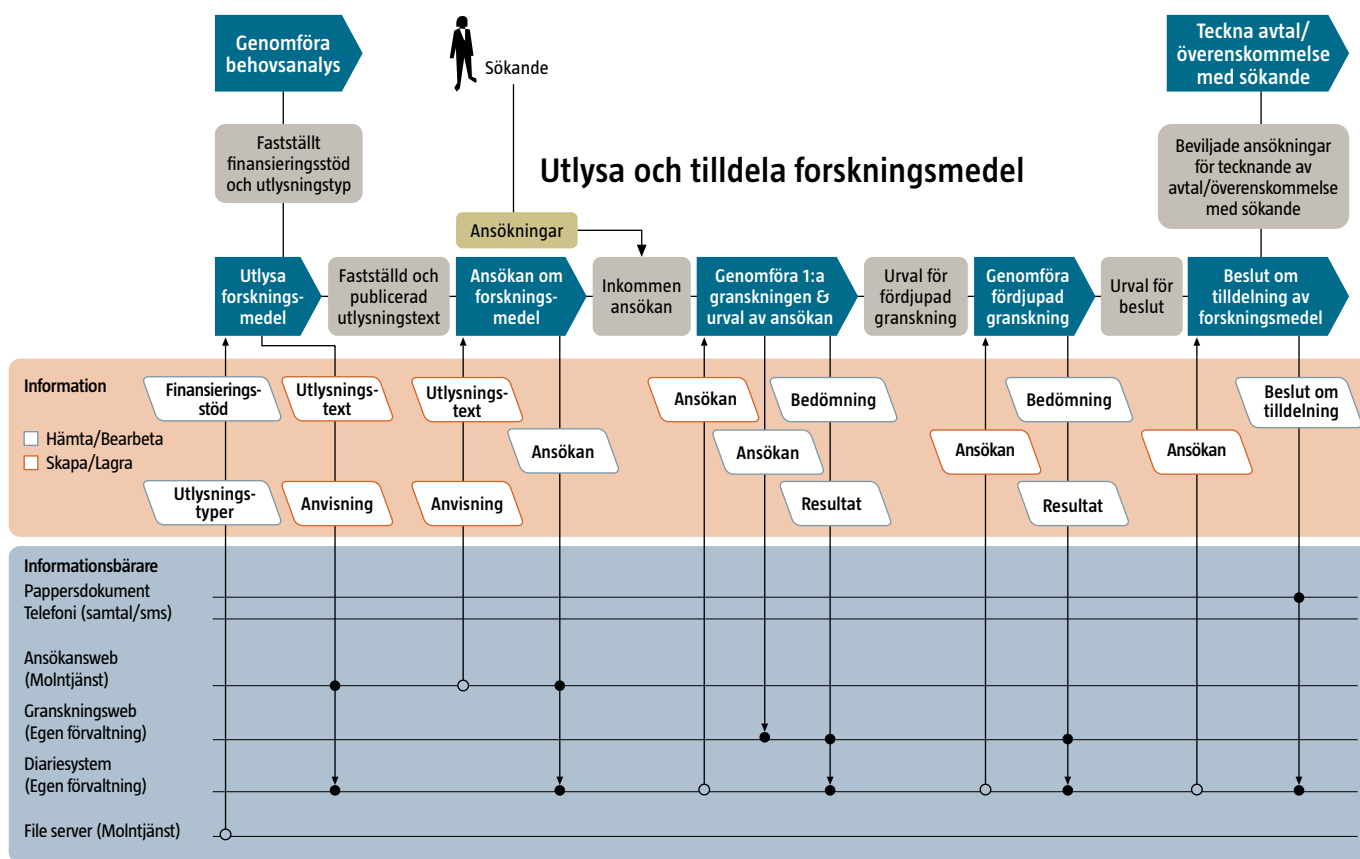 Genomföra
behovsanalys
Sökande
Teckna avtal/
överenskommelse
med sökande
Fastställt
finansieringsstöd
och utlysningstyp
Utlysa och tilldela forskningsmedel
Beviljade ansökningar
för tecknande av
avtal/överenskommelse
med sökande
Ansökningar
Utlysa
forsknings-
medel
Fastställd och
publicerad
utlysningstext
Ansökan om
forsknings-
medel
Inkommen
ansökan
Genomföra 1:a
granskningen &
urval av ansökan
Urval för
fördjupad
granskning
Genomföra
fördjupad
granskning
Urval för
beslut
Beslut om
tilldelning av
forskningsmedel
Information
Hämta/Bearbeta
Skapa/Lagra
Finansierings-
stöd
Utlysnings-
text
Utlysnings-
text
Ansökan
Bedömning
Bedömning
Beslut om
tilldelning
Ansökan
Ansökan
Ansökan
Ansökan
Utlysnings-
typer
Anvisning
Anvisning
Resultat
Resultat
Informationsbärare
Pappersdokument
Telefoni (samtal/sms)
Ansökansweb
(Molntjänst)
Granskningsweb
(Egen förvaltning)
Diariesystem
(Egen förvaltning)
File server (Molntjänst)